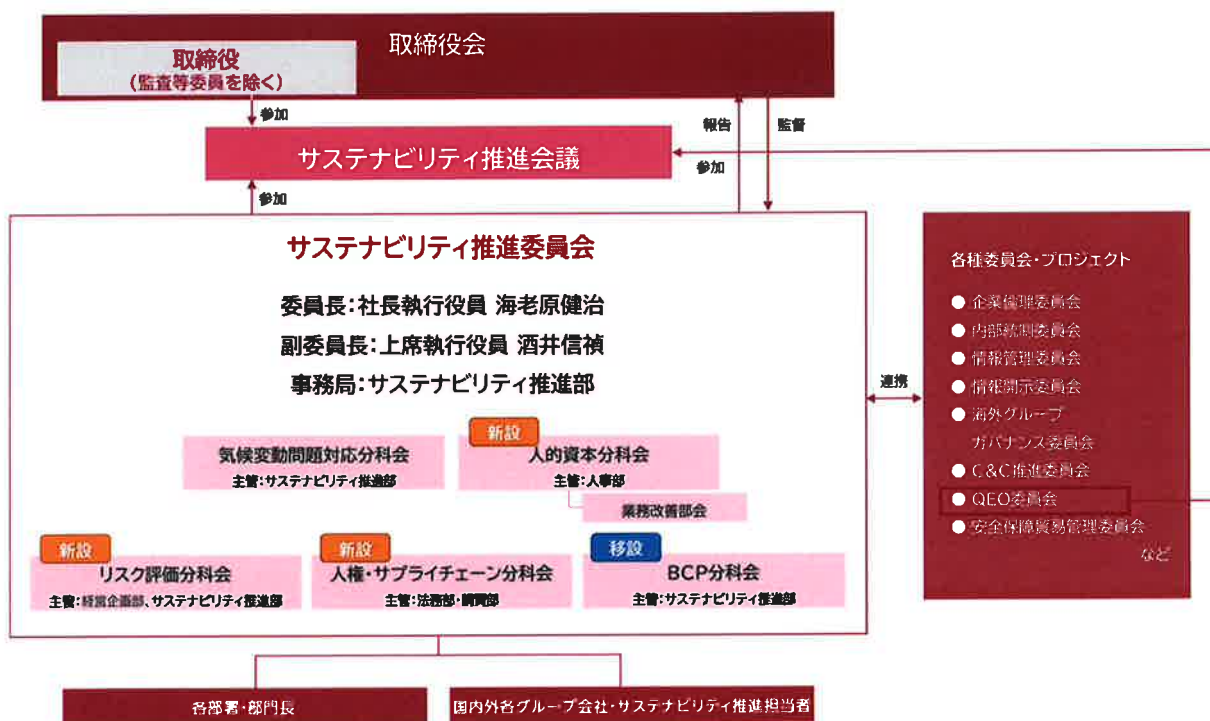 取締役会
取締役
(監査等委員を除く)
参加
報告
監督
サステナビリティ推進会議
参加
参加
サステナビリティ推進委員会
委員長:社長執行役員 海老原健治
副委員長:上席執行役員 酒井信禎
事務局:サステナビリティ推進部
気候変動問題対応分科会
主管:サステナビリティ推進部
新設
人的資本分科会
主管:人事部
業務改善部会
新設
リスク評価分科会
主管:経営企画部、サステナビリティ推進部
新設
人権・サプライチェーン分科会
主管:法務部・購買部
移設
BCP分科会
主管:サステナビリティ推進部
連携
各種委員会・プロジェクト
● 企業倫理委員会
● 内部統制委員会
● 情報管理委員会
● 情報開示委員会
● 海外グループ
ガバナンス委員会
● C&C推進委員会
● QEO委員会
● 安全保障貿易管理委員会
など
各部署・部門長
国内外各グループ会社・サステナビリティ推進担当者